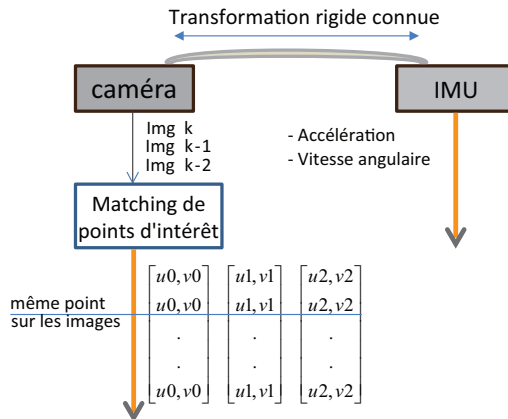 Transformation rigide connue
caméra
IMU
Img k
Img k-1
Img k-2
- Accélération
- Vitesse angulaire
Matching de
points d'intérêt
même point
sur les images
u0,v0 u1,v1 u2,v2
u0,v0 u1,v1 u2,v2
. . .
. . .
u0,v0 u1,v1 u2,v2